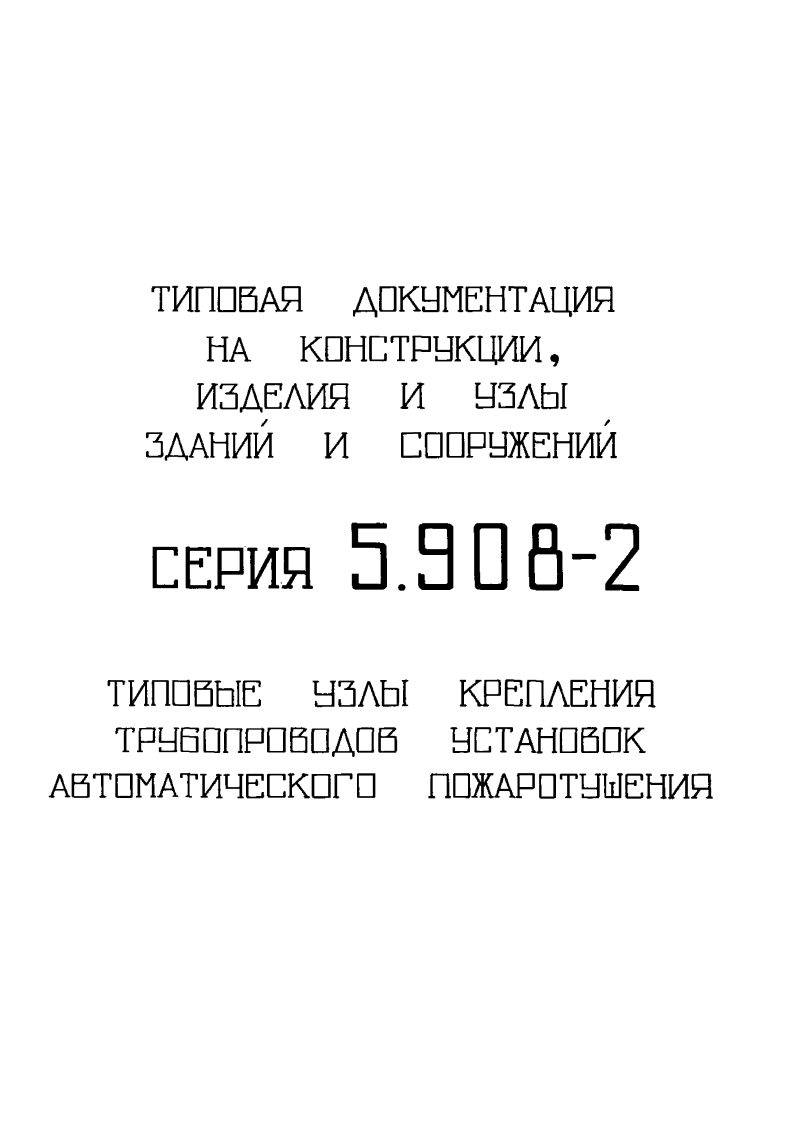 ТИПОВАЯ ДОКУМЕНТАЦИЯ
НА КОНСТРУКЦИИ,
ИЗДЕЛИЯ И УЗЛЫ
ЗДАНИЙ И СООРУЖЕНИЙ
СЕРИЯ 5.908-2
ТИПОВЫЕ УЗЛЫ КРЕПЛЕНИЯ
ТРУБОПРОВОДОВ УСТАНОВОК
АВТОМАТИЧЕСКОГО ПОЖАРОТУШЕНИЯ